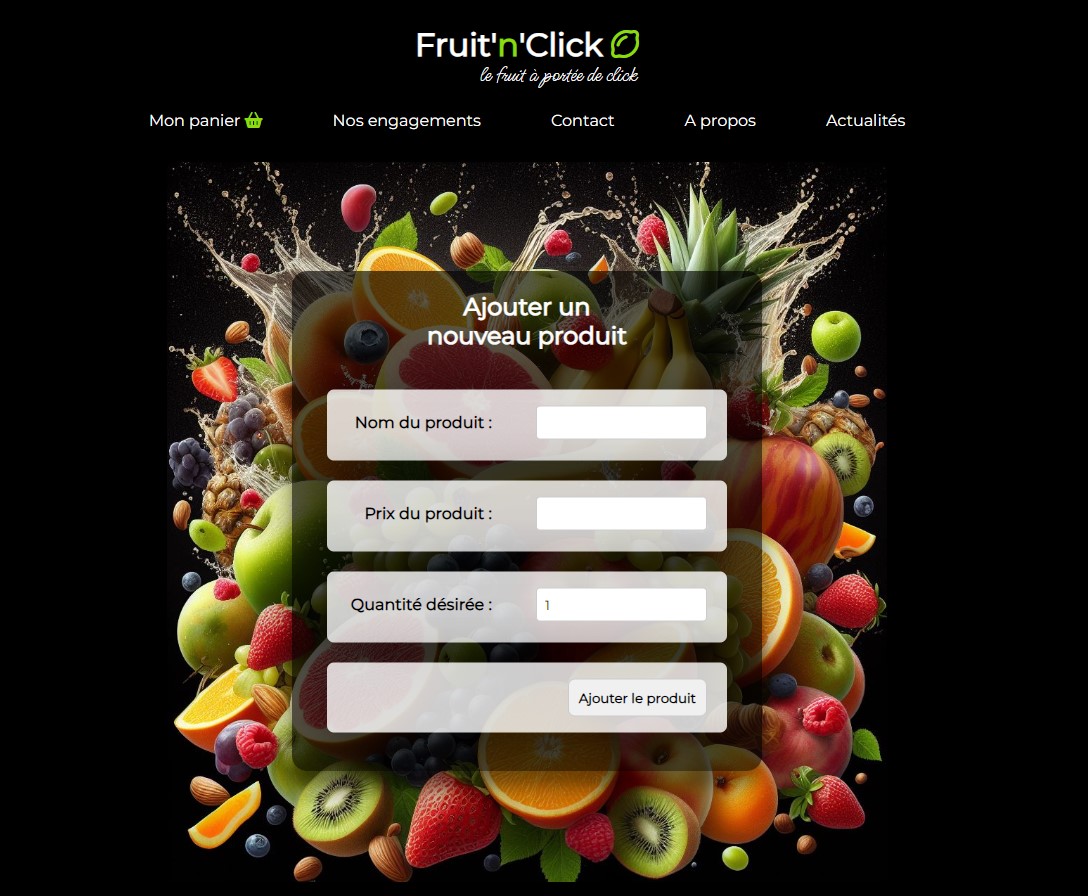 Fruit'n'Click
le fruit à portée de click
Mon panier Nos engagements Contact A propos Actualités
Ajouter un
nouveau produit
Nom du produit :
Prix du produit :
Quantité désirée : 1
Ajouter le produit